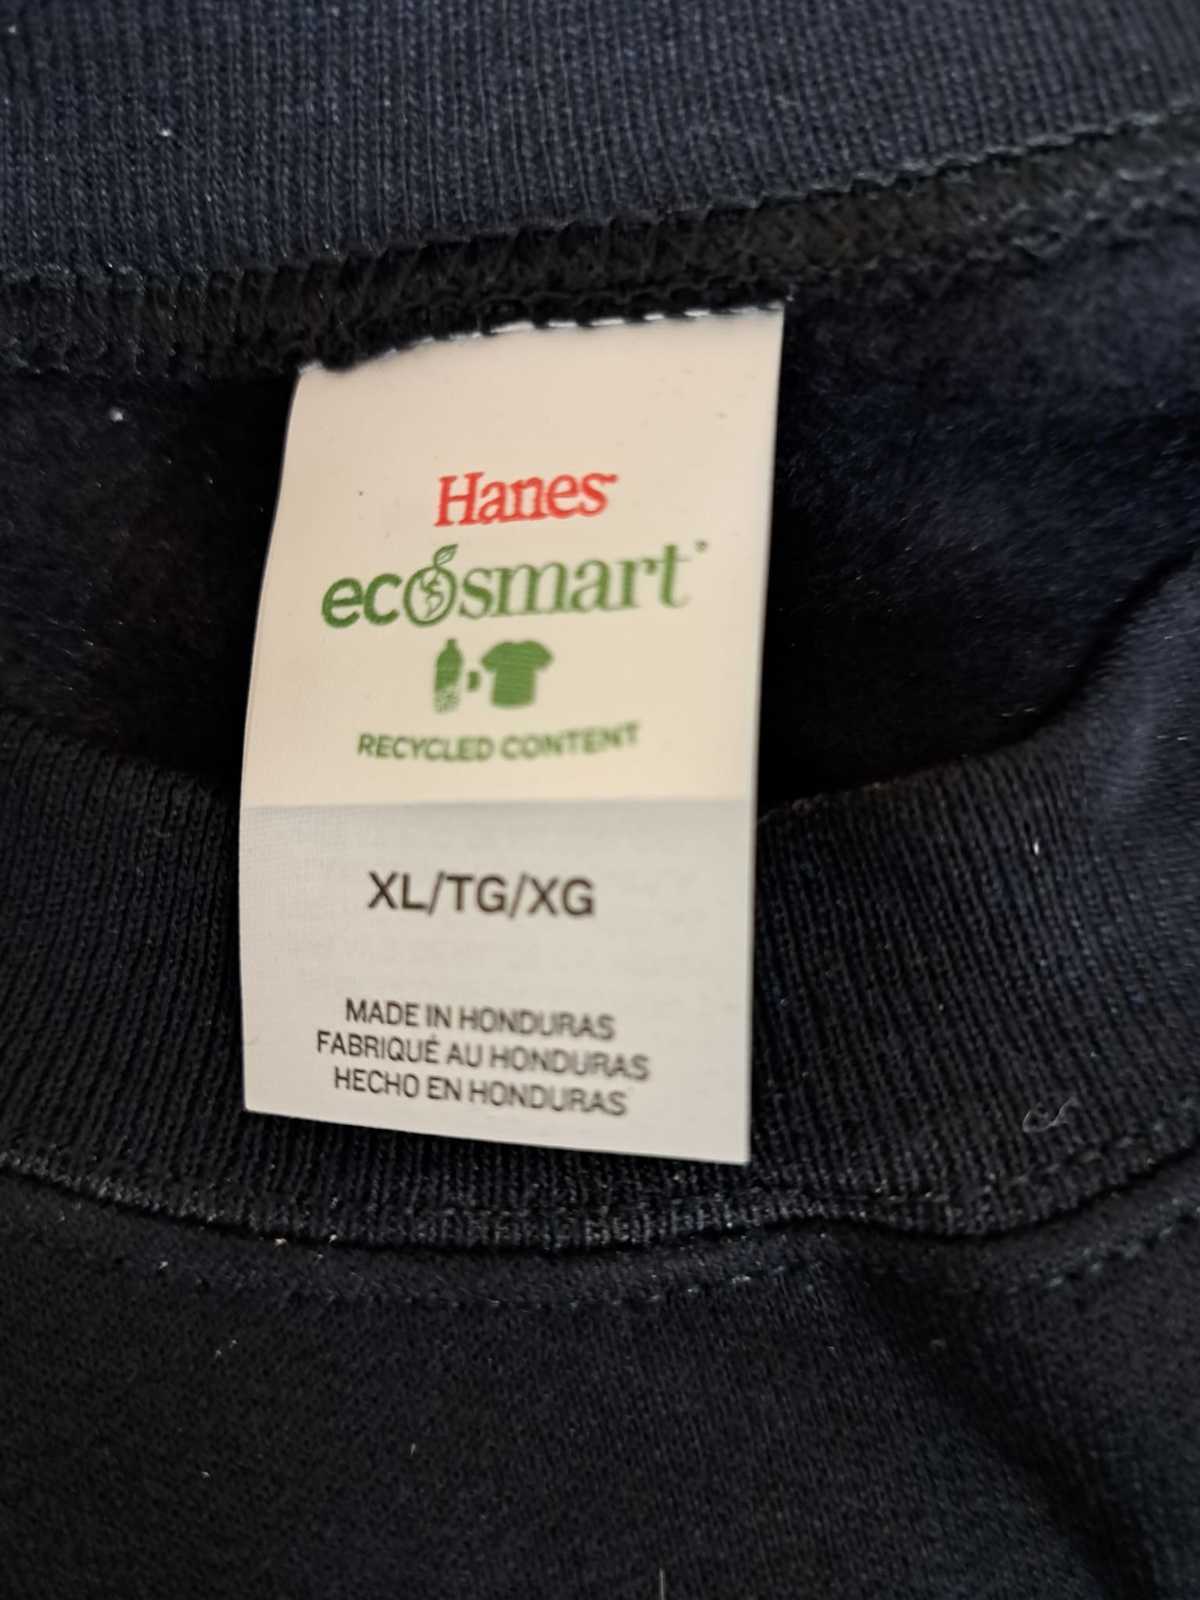 Hanes
ecosmart
RECYCLED CONTENT
XL/TG/XG
MADE IN HONDURAS
FABRIQUÉ AU HONDURAS
HECHO EN HONDURAS